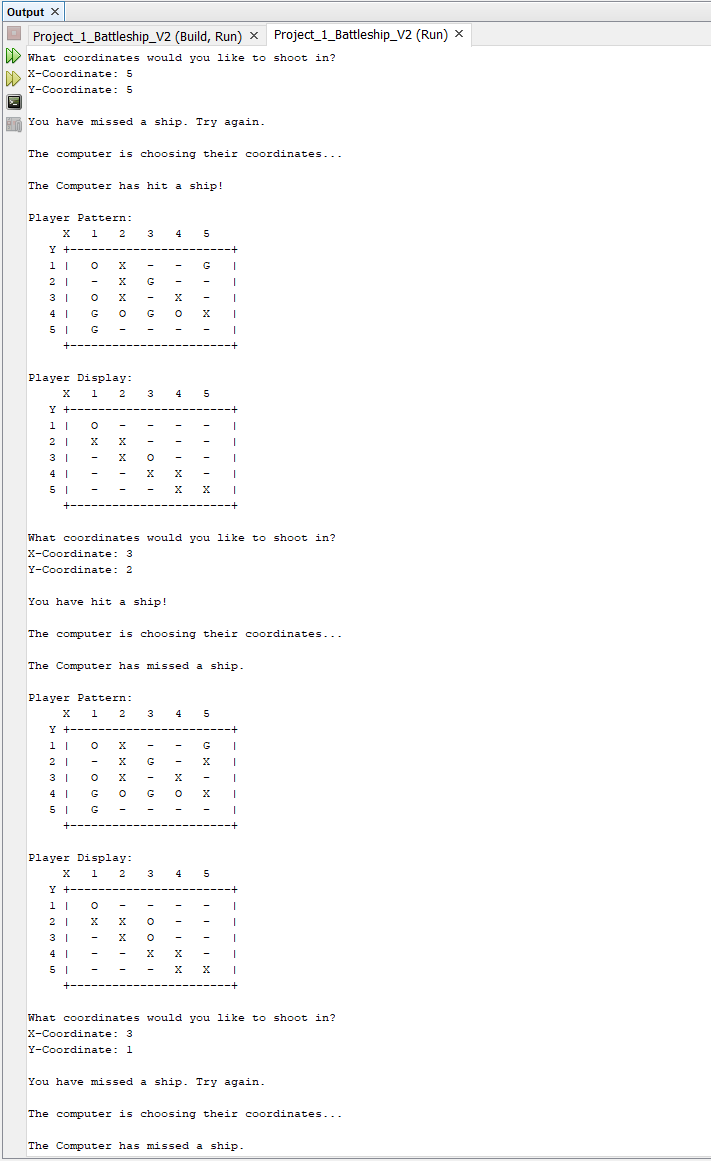 Output
Project_1_Battleship_V2 (Build, Run)  Project_1_Battleship_V2 (Run)
What coordinates would you like to shoot in?
X-Coordinate: 5
Y-Coordinate: 5
You have missed a ship. Try again.
The computer is choosing their coordinates...
The Computer has hit a ship!
Player Pattern:
     X   1   2   3   4   5
   Y +-----------------------+
   1 |   O   X   -   -   G   |
   2 |   -   X   G   -   -   |
   3 |   O   X   -   X   -   |
   4 |   G   O   G   O   X   |
   5 |   G   -   -   -   -   |
     +-----------------------+
Player Display:
     X   1   2   3   4   5
   Y +-----------------------+
   1 |   O   -   -   -   -   |
   2 |   X   X   -   -   -   |
   3 |   -   X   O   -   -   |
   4 |   -   -   X   X   -   |
   5 |   -   -   -   X   X   |
     +-----------------------+
What coordinates would you like to shoot in?
X-Coordinate: 3
Y-Coordinate: 2
You have hit a ship!
The computer is choosing their coordinates...
The Computer has missed a ship.
Player Pattern:
     X   1   2   3   4   5
   Y +-----------------------+
   1 |   O   X   -   -   G   |
   2 |   -   X   G   -   X   |
   3 |   O   X   -   X   -   |
   4 |   G   O   G   O   X   |
   5 |   G   -   -   -   -   |
     +-----------------------+
Player Display:
     X   1   2   3   4   5
   Y +-----------------------+
   1 |   O   -   -   -   -   |
   2 |   X   X   O   -   -   |
   3 |   -   X   O   -   -   |
   4 |   -   -   X   X   -   |
   5 |   -   -   -   X   X   |
     +-----------------------+
What coordinates would you like to shoot in?
X-Coordinate: 3
Y-Coordinate: 1
You have missed a ship. Try again.
The computer is choosing their coordinates...
The Computer has missed a ship.